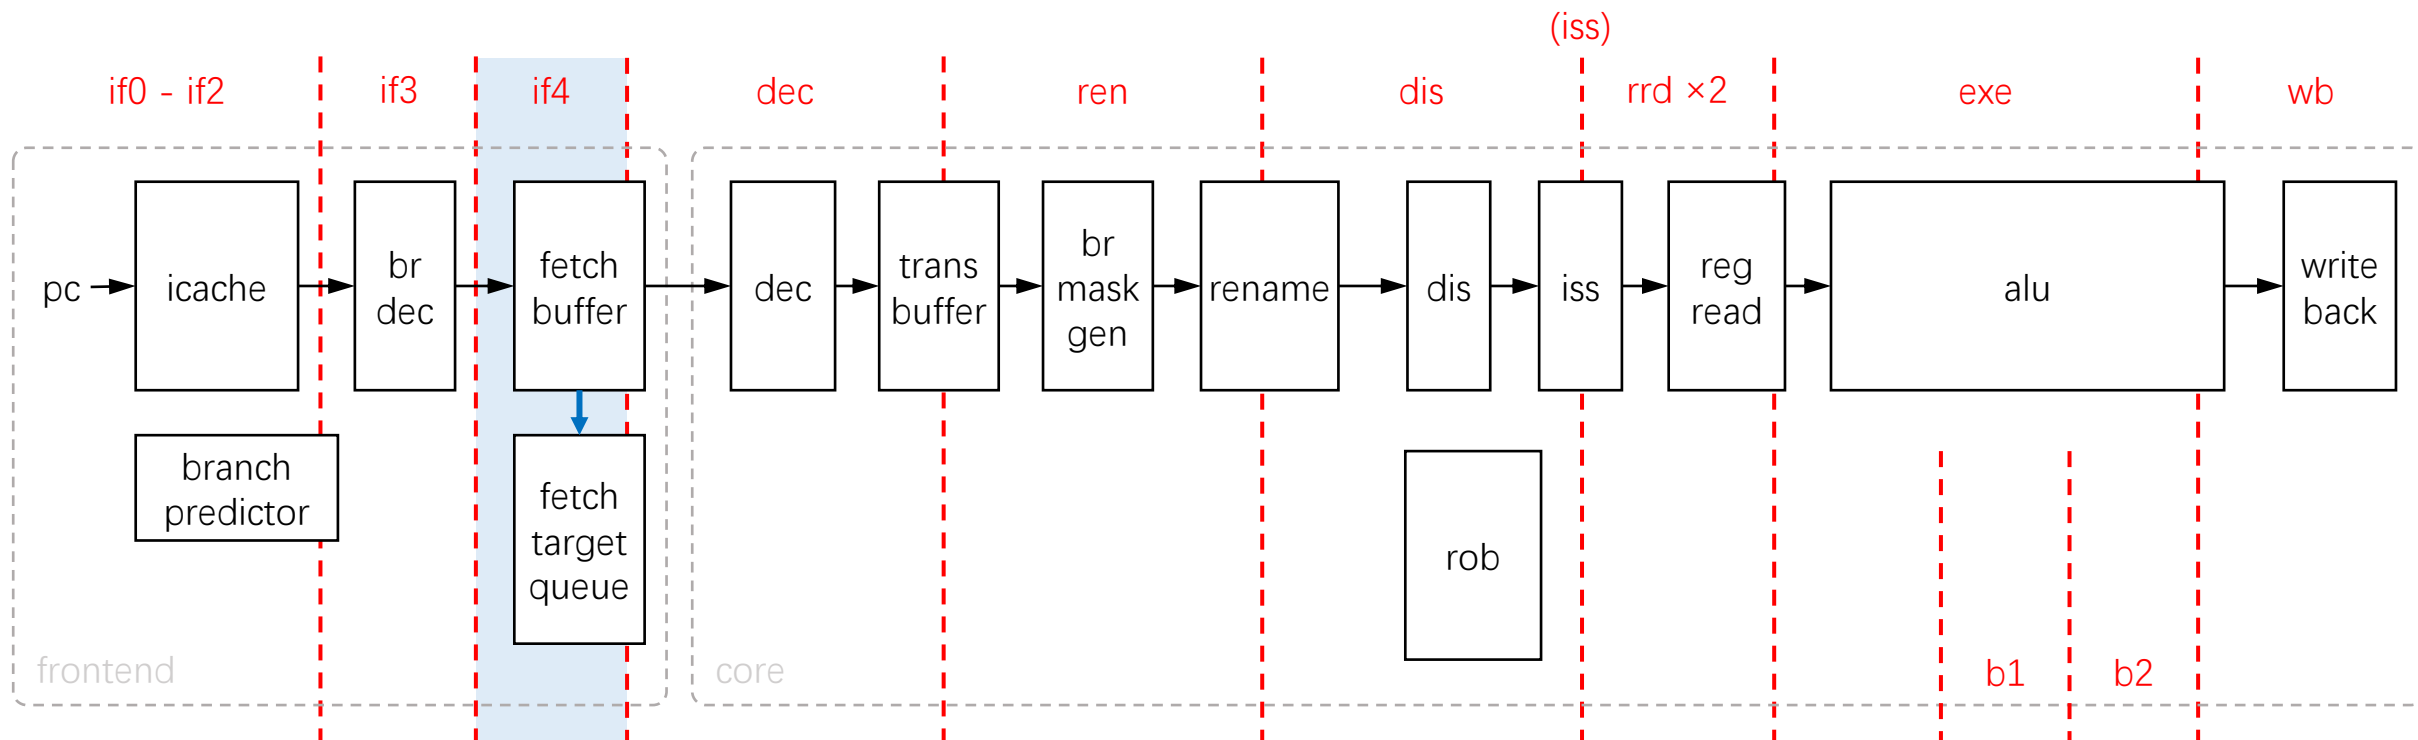 (iss)
if0 - if2
if3
if4
dec
ren
dis
rrd ×2
exe
wb
pc
icache
br
dec
fetch
buffer
dec
trans
buffer
br
mask
gen
rename
dis
iss
reg
read
alu
write
back
branch
predictor
fetch
target
queue
rob
frontend
core
b1
b2